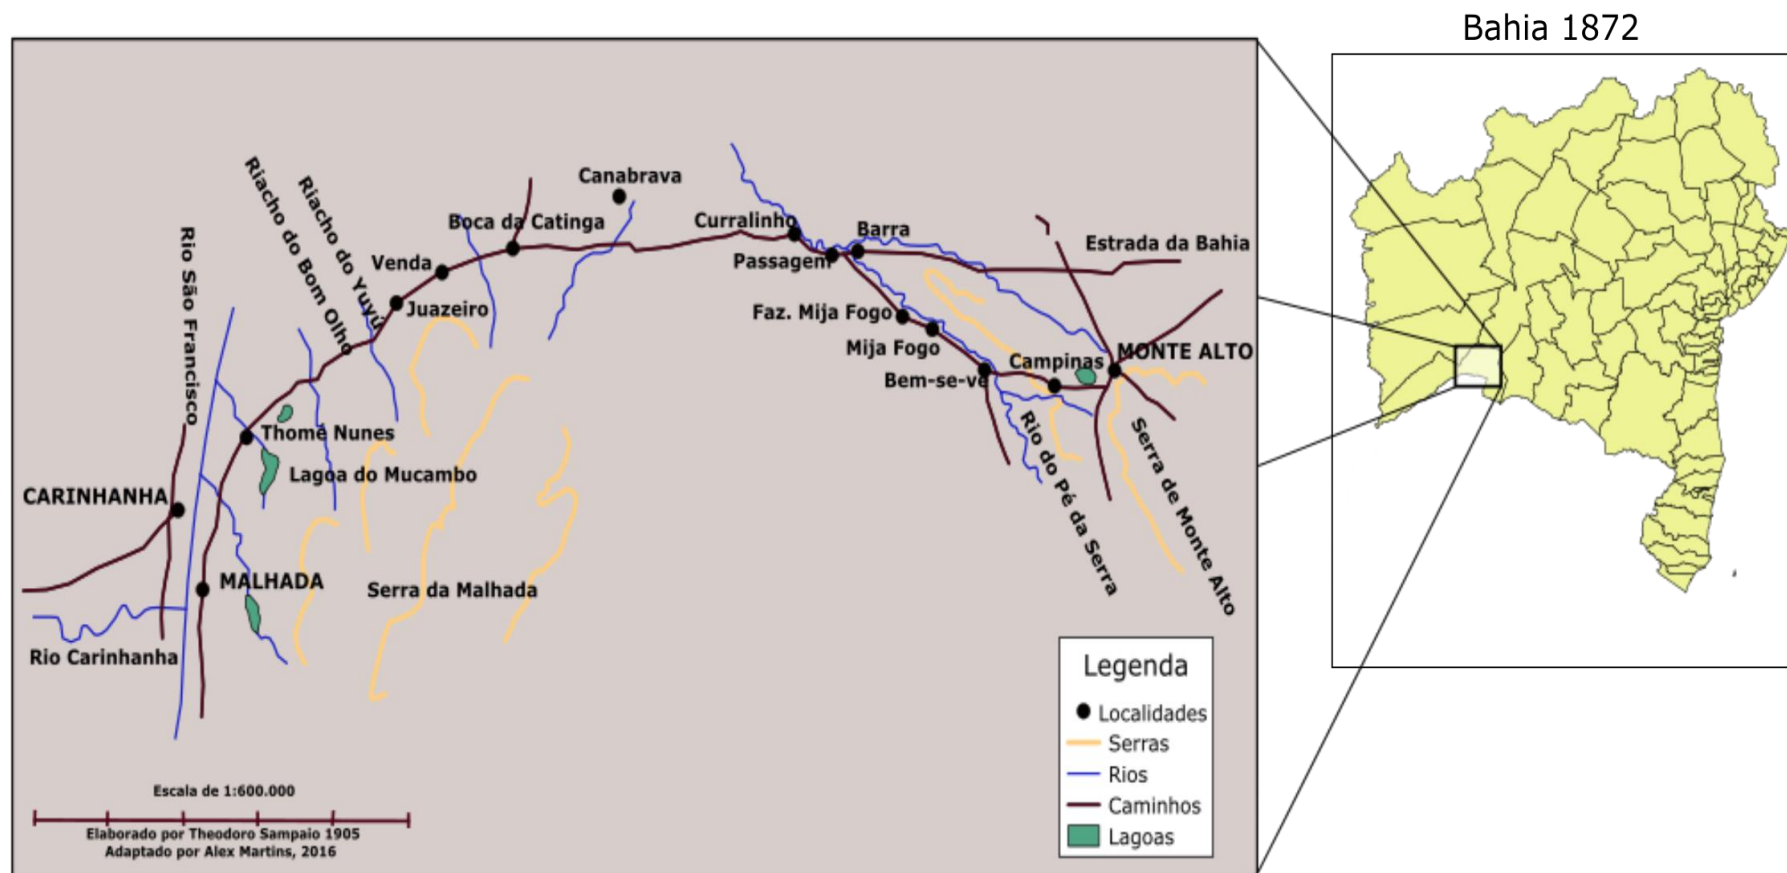 Bahia 1872
Canabrava
Boca da Catinga
Curralinho
Barra
Estrada da Bahia
Passagem
Venda
Juazeiro
Riacho do Yuyú
Riacho do Bom Olho
Rio São Francisco
Faz. Mija Fogo
Mija Fogo
Bem-se-ve
Campinas
MONTE ALTO
Thomé Nunes
Lagoa do Mucambo
CARINHANHA
MALHADA
Serra da Malhada
Rio Carinhanha
Rio do Pé da Serra
Serra de Monte Alto
Legenda
Localidades
Serras
Rios
Caminhos
Lagoas
Escala de 1:600.000
Elaborado por Theodoro Sampaio 1905
Adaptado por Alex Martins, 2016